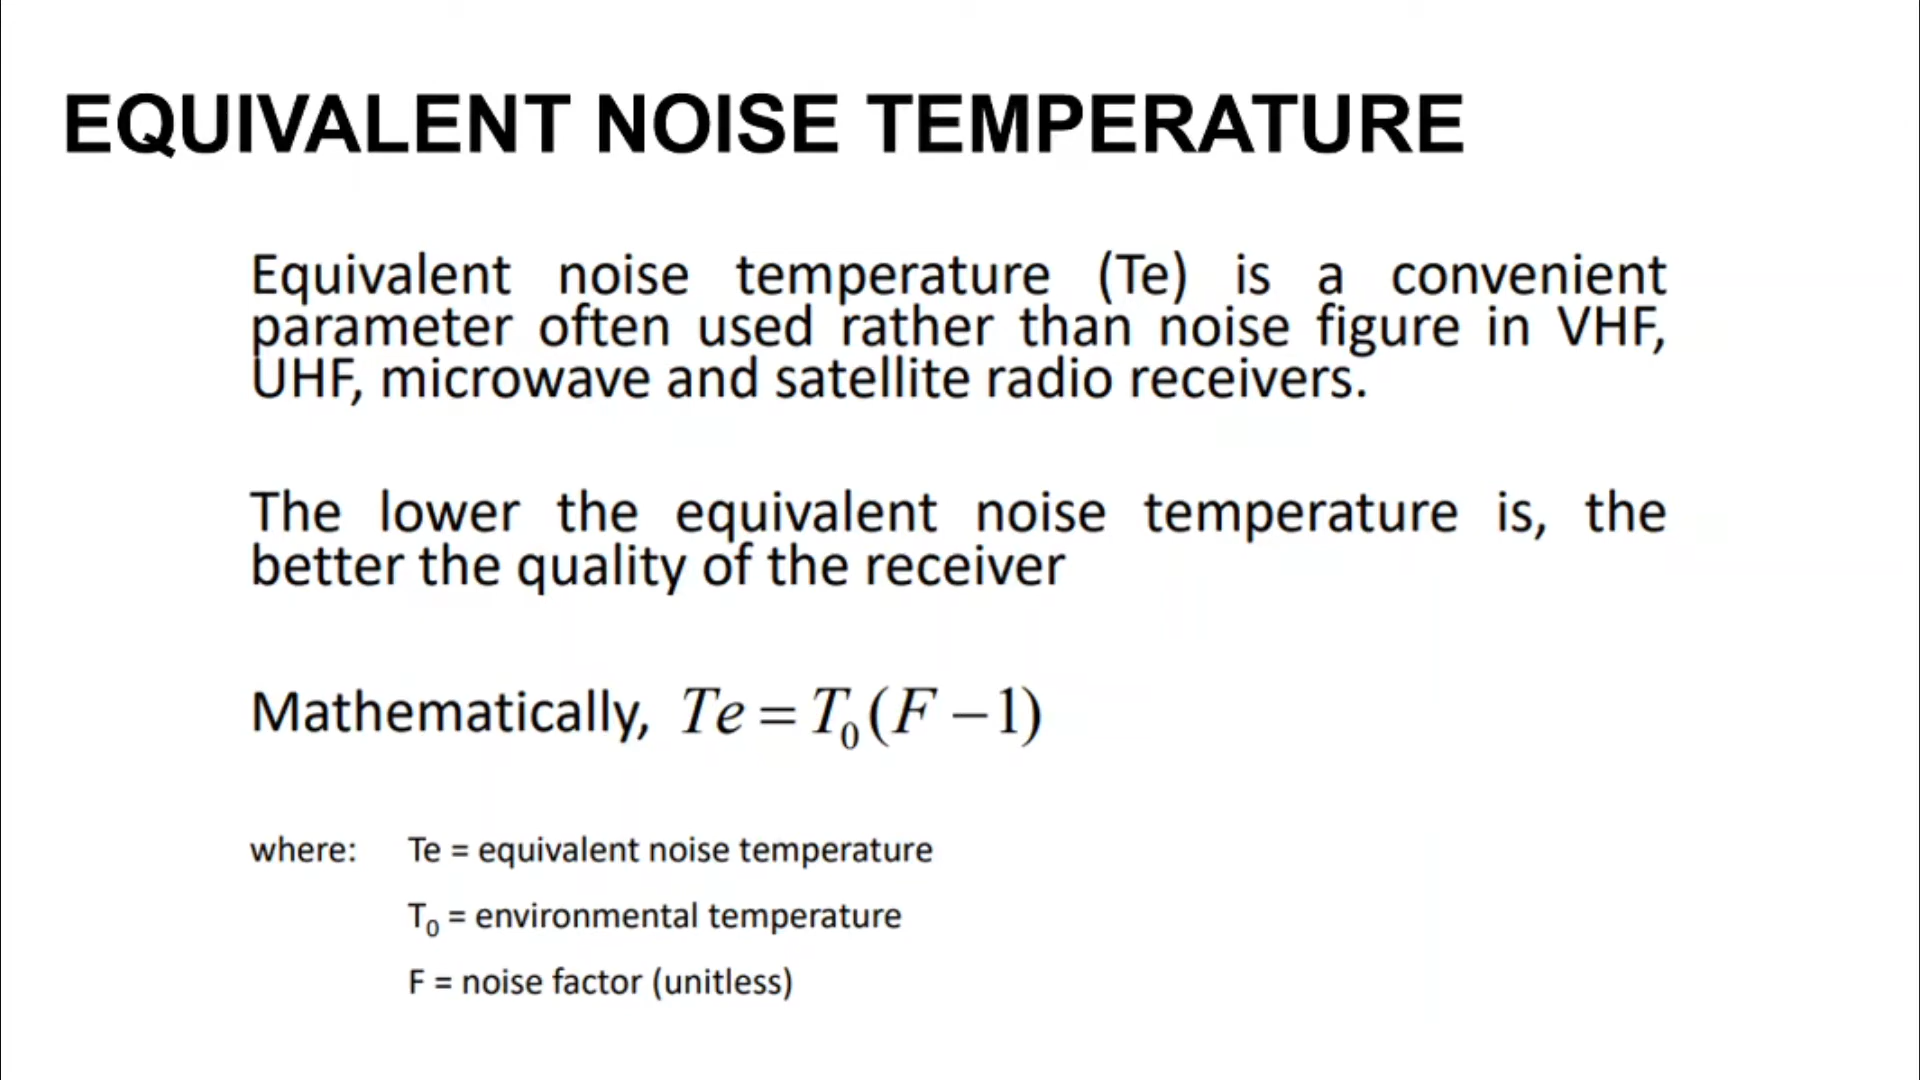 EQUIVALENT NOISE TEMPERATURE
Equivalent noise temperature (Te) is a convenient
parameter often used rather than noise figure in VHF,
UHF, microwave and satellite radio receivers.
The lower the equivalent noise temperature is, the
better the quality of the receiver
Mathematically, Te = T₀(F − 1)
where: Te = equivalent noise temperature
T₀ = environmental temperature
F = noise factor (unitless)